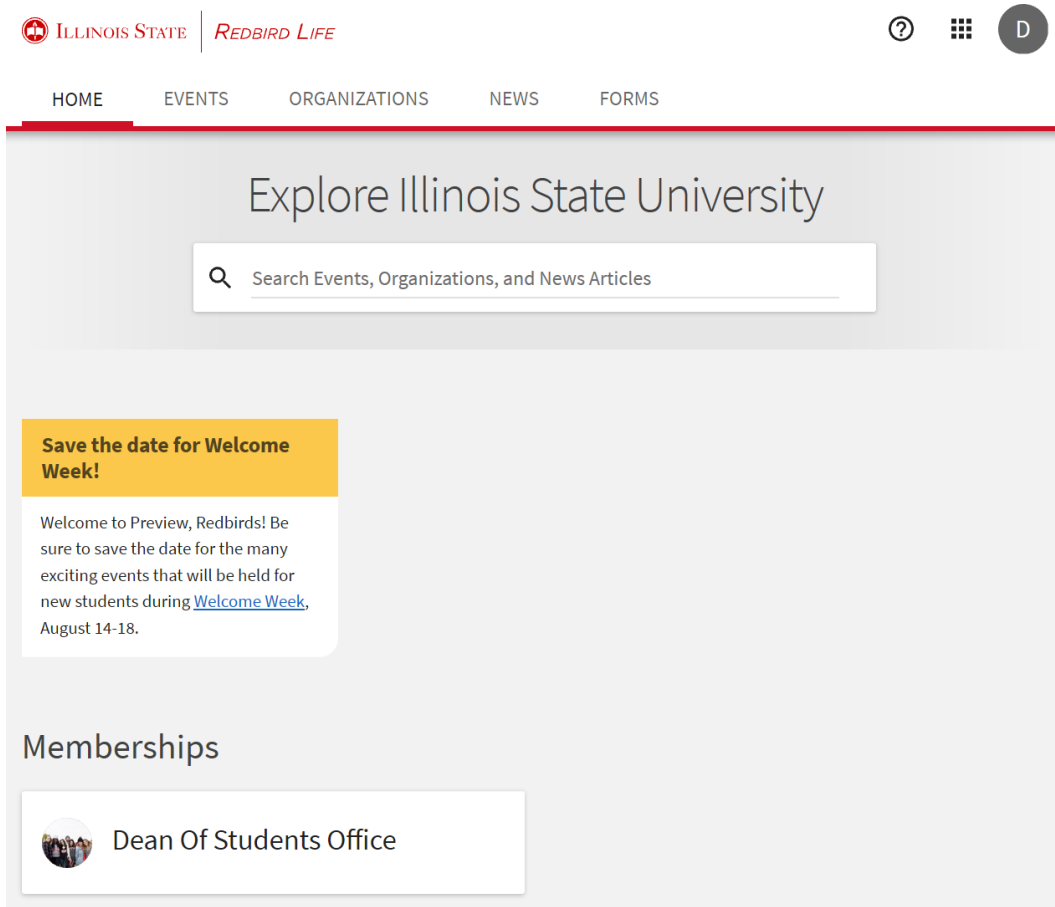 ILLINOIS STATE REDBIRD LIFE
D
HOME EVENTS ORGANIZATIONS NEWS FORMS
Explore Illinois State University
Search Events, Organizations, and News Articles
Save the date for Welcome
Week!
Welcome to Preview, Redbirds! Be
sure to save the date for the many
exciting events that will be held for
new students during Welcome Week,
August 14-18.
Memberships
Dean Of Students Office